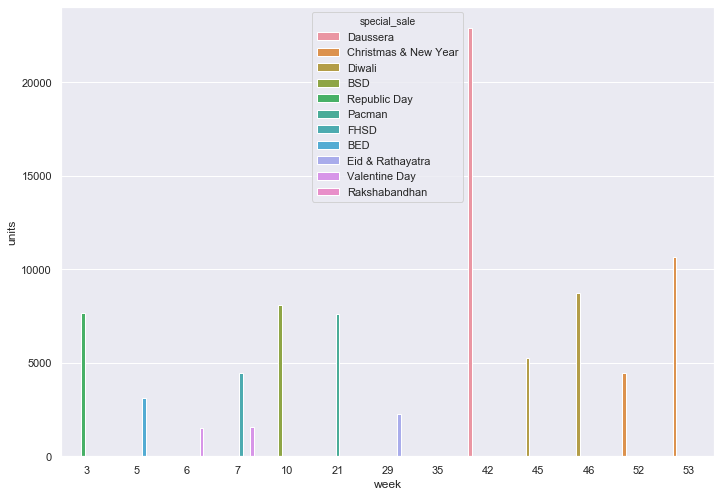 special_sale
Daussera
Christmas & New Year
Diwali
BSD
Republic Day
Pacman
FHSD
BED
Eid & Rathayatra
Valentine Day
Rakshabandhan
20000
15000
10000
5000
0
units
3 5 6 7 10 21 29 35 42 45 46 52 53
week